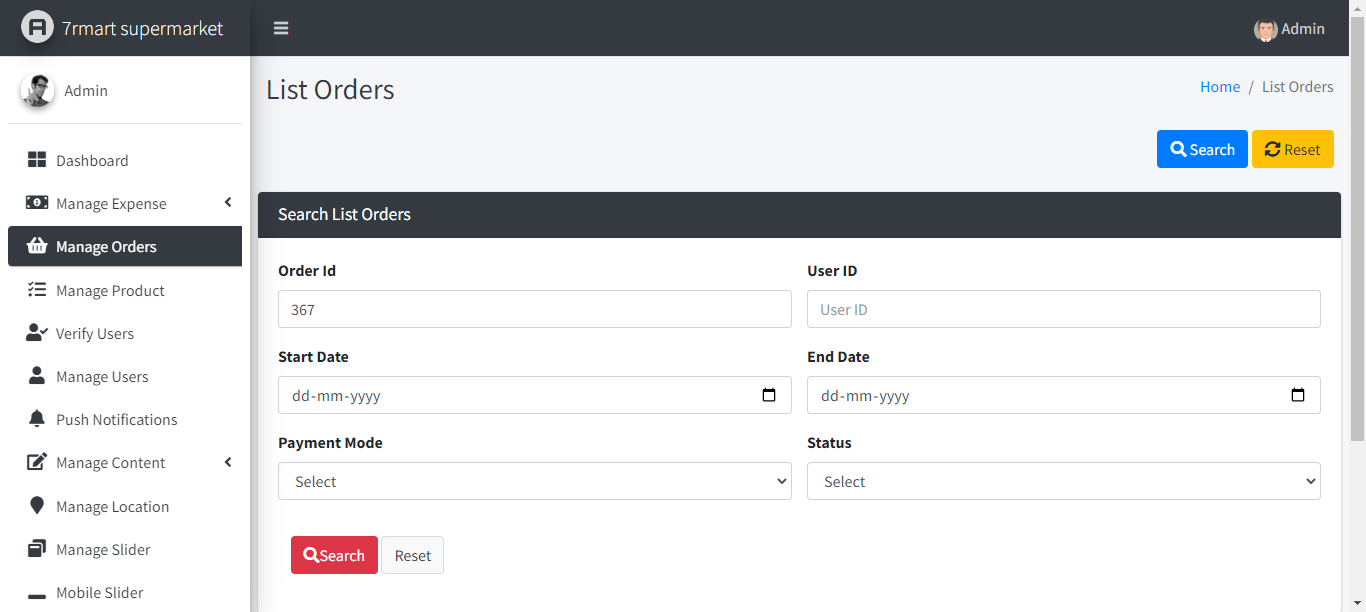 7rmart supermarket
Admin
Admin
List Orders
Home / List Orders
Search Reset
Dashboard
Manage Expense
Manage Orders
Manage Product
Verify Users
Manage Users
Push Notifications
Manage Content
Manage Location
Manage Slider
Mobile Slider
Search List Orders
Order Id
User ID
367
User ID
Start Date
End Date
dd-mm-yyyy
dd-mm-yyyy
Payment Mode
Status
Select
Select
Search Reset